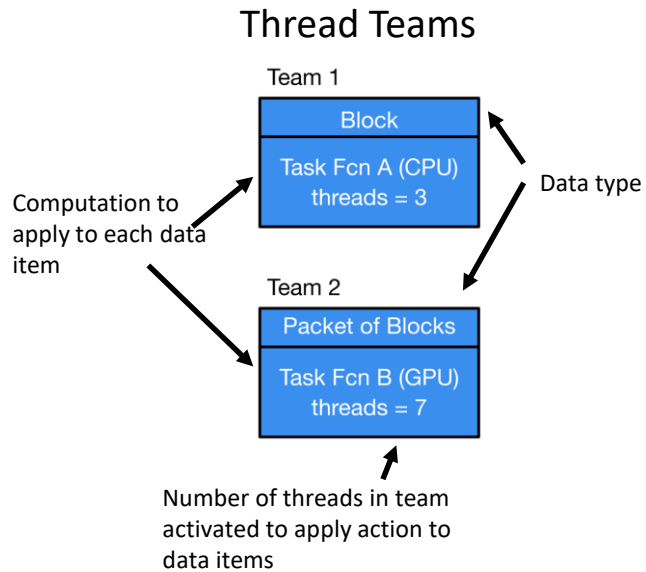 Thread Teams
Team 1
Block
Task Fcn A (CPU)
threads = 3
Data type
Computation to
apply to each data
item
Team 2
Packet of Blocks
Task Fcn B (GPU)
threads = 7
Number of threads in team
activated to apply action to
data items